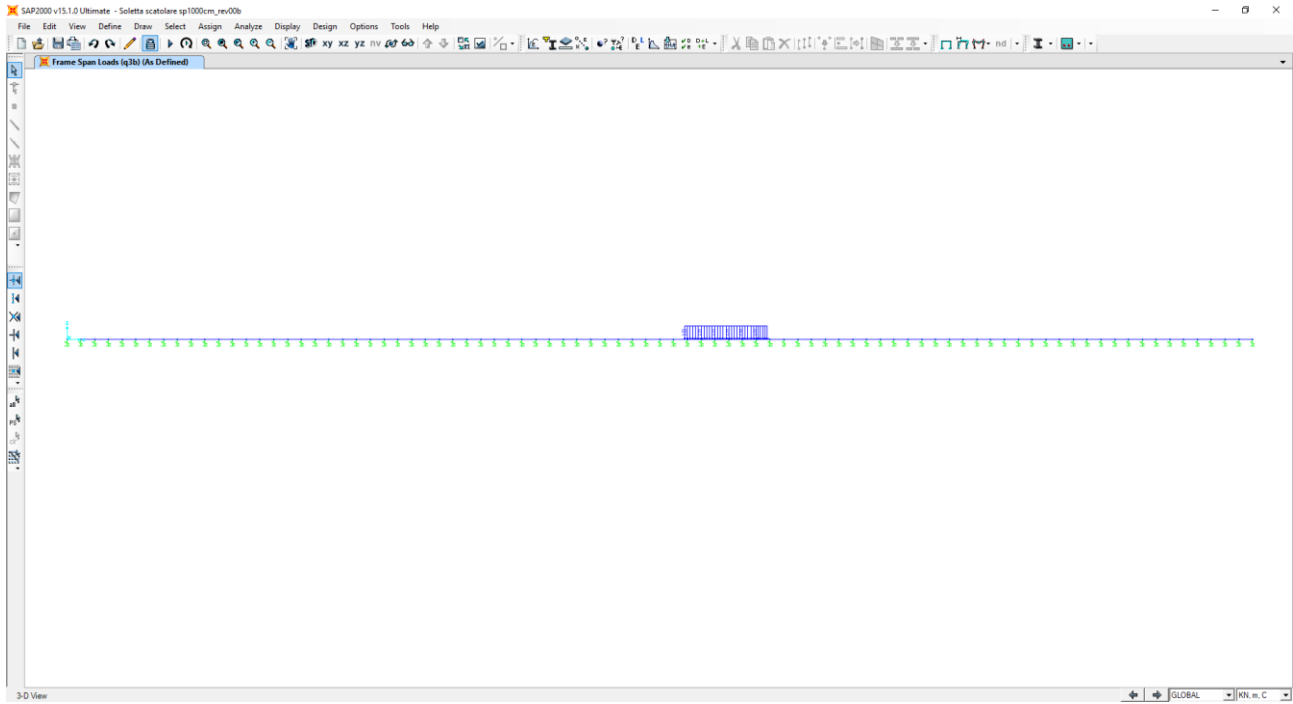 SAP2000 v15.1.0 Ultimate - Soletta scatolare sp1000cm_rev00b
File Edit View Define Draw Select Assign Analyze Display Design Options Tools Help
xy xz yz nv nd
Frame Span Loads (q3b) (As Defined)
3-D View GLOBAL KN, m, C